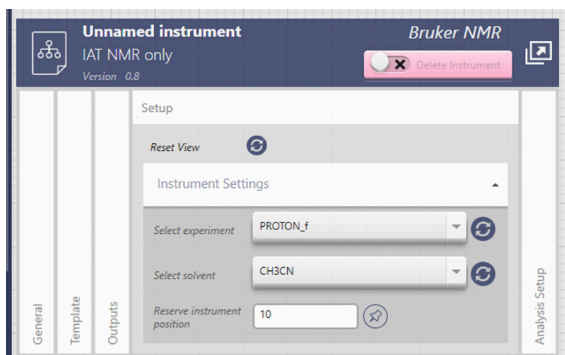 Unnamed instrument
Bruker NMR
IAT NMR only
Delete Instrument
Version 0.8
Setup
Reset View
Instrument Settings
Select experiment
PROTON_f
Select solvent
CH3CN
Reserve instrument
position
10
General
Template
Outputs
Analysis Setup